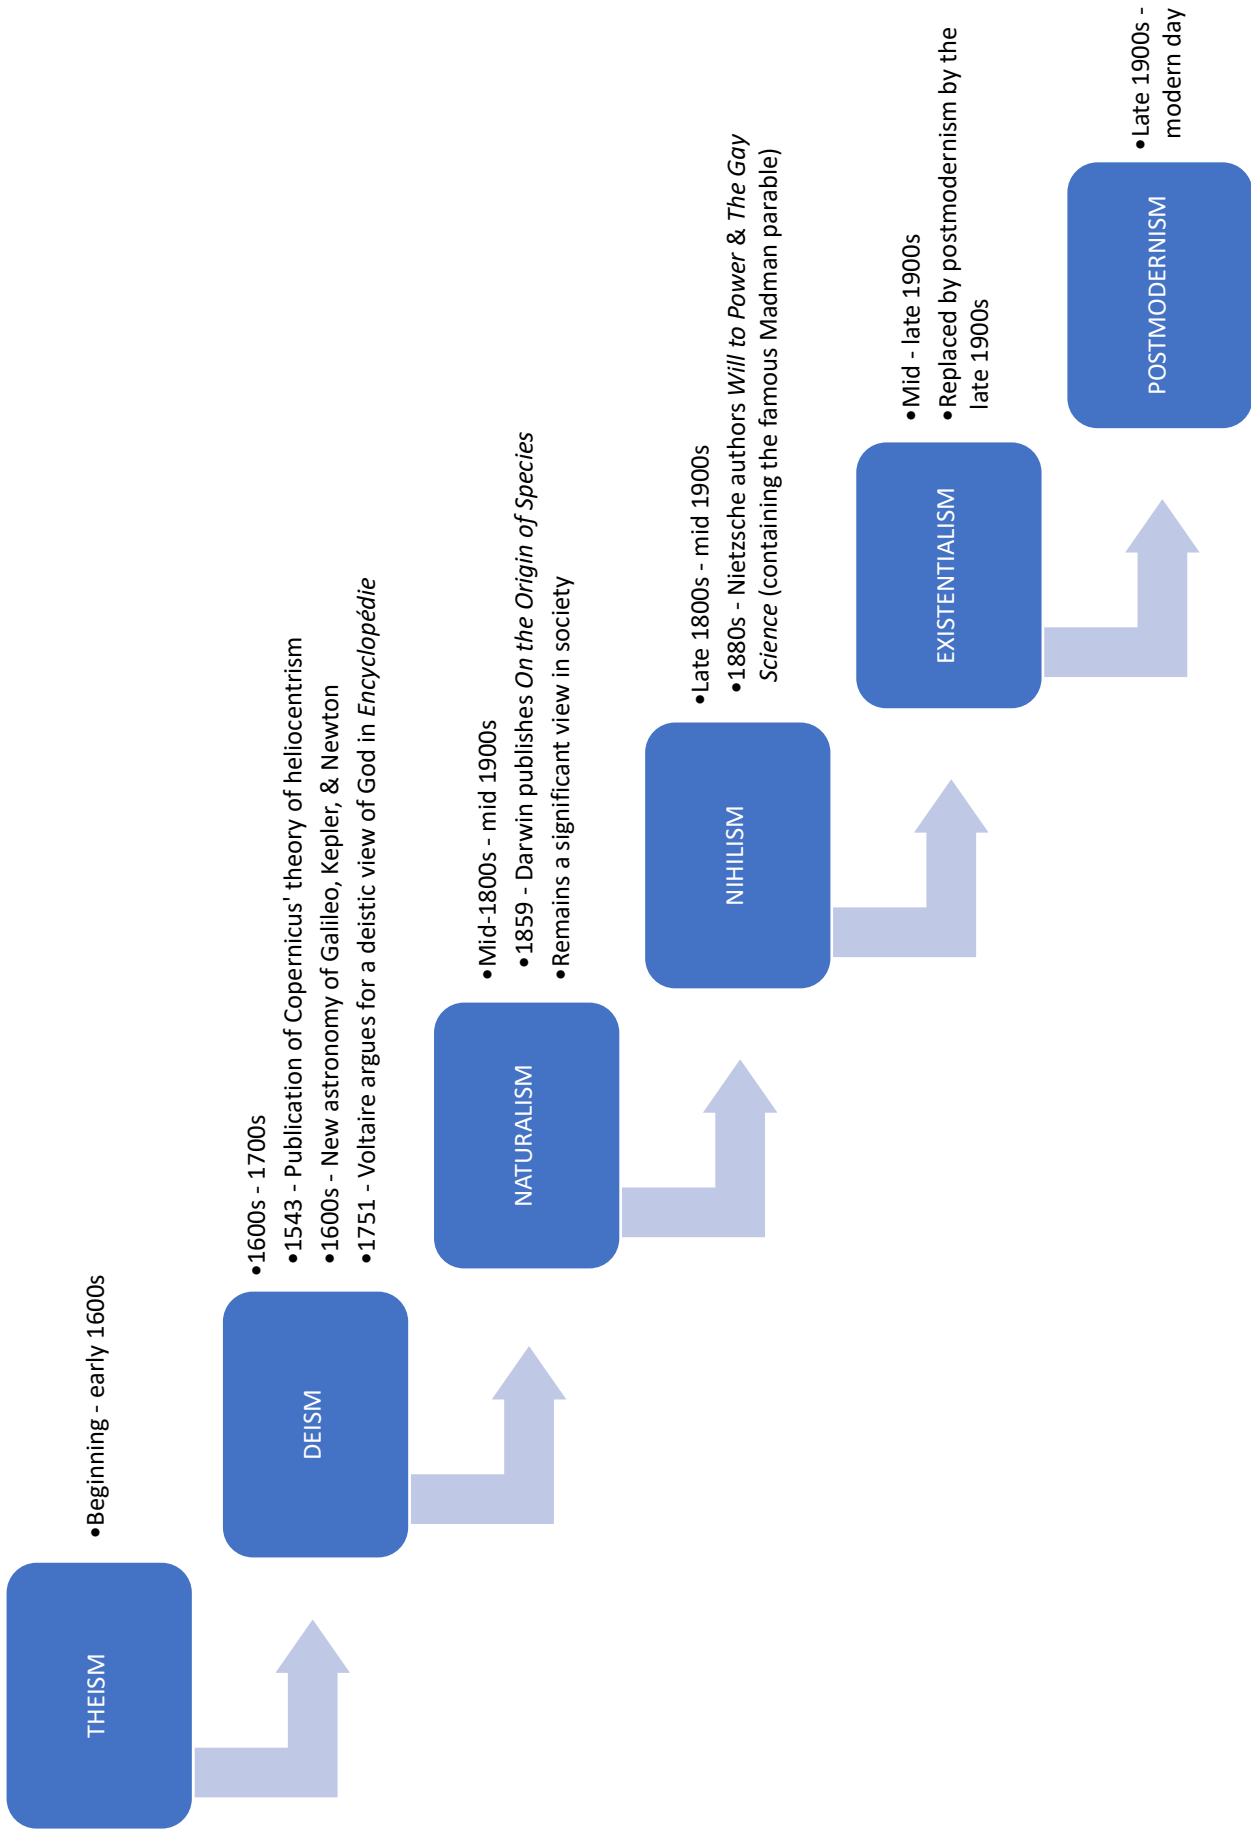 THEISM
•Beginning - early 1600s
DEISM
•1600s - 1700s
•1543 - Publication of Copernicus' theory of heliocentrism
•1600s - New astronomy of Galileo, Kepler, & Newton
•1751 - Voltaire argues for a deistic view of God in Encyclopédie
NATURALISM
•Mid-1800s - mid 1900s
•1859 - Darwin publishes On the Origin of Species
•Remains a significant view in society
NIHILISM
•Late 1800s - mid 1900s
•1880s - Nietzsche authors Will to Power & The Gay
Science (containing the famous Madman parable)
EXISTENTIALISM
•Mid - late 1900s
•Replaced by postmodernism by the
late 1900s
POSTMODERNISM
•Late 1900s -
modern day